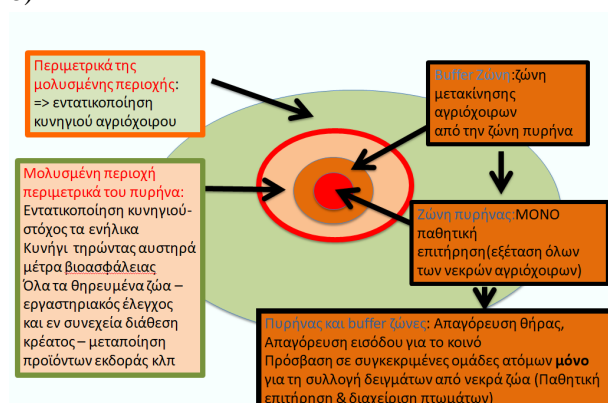 Περιμετρικά της
μολυσμένης περιοχής:
=> εντατικοποίηση
κυνηγιού αγριόχοιρου
Buffer Ζώνη:ζώνη
μετακίνησης
αγριόχοιρων
από την ζώνη πυρήνα
Μολυσμένη περιοχή
περιμετρικά του πυρήνα:
Εντατικοποίηση κυνηγιού-
στόχος τα ενήλικα
Κυνήγι τηρώντας αυστηρά
μέτρα βιοασφάλειας
Όλα τα θηρευμένα ζώα –
εργαστηριακός έλεγχος
και εν συνεχεία διάθεση
κρέατος – μεταποίηση
προϊόντων εκδοράς κλπ
Ζώνη πυρήνας:ΜΟΝΟ
παθητική
επιτήρηση(εξέταση όλων
των νεκρών αγριόχοιρων)
Πυρήνας και buffer ζώνες: Απαγόρευση θήρας,
Απαγόρευση εισόδου για το κοινό
Πρόσβαση σε συγκεκριμένες ομάδες ατόμων μόνο
για τη συλλογή δειγμάτων από νεκρά ζώα (Παθητική
επιτήρηση & διαχείριση πτωμάτων)